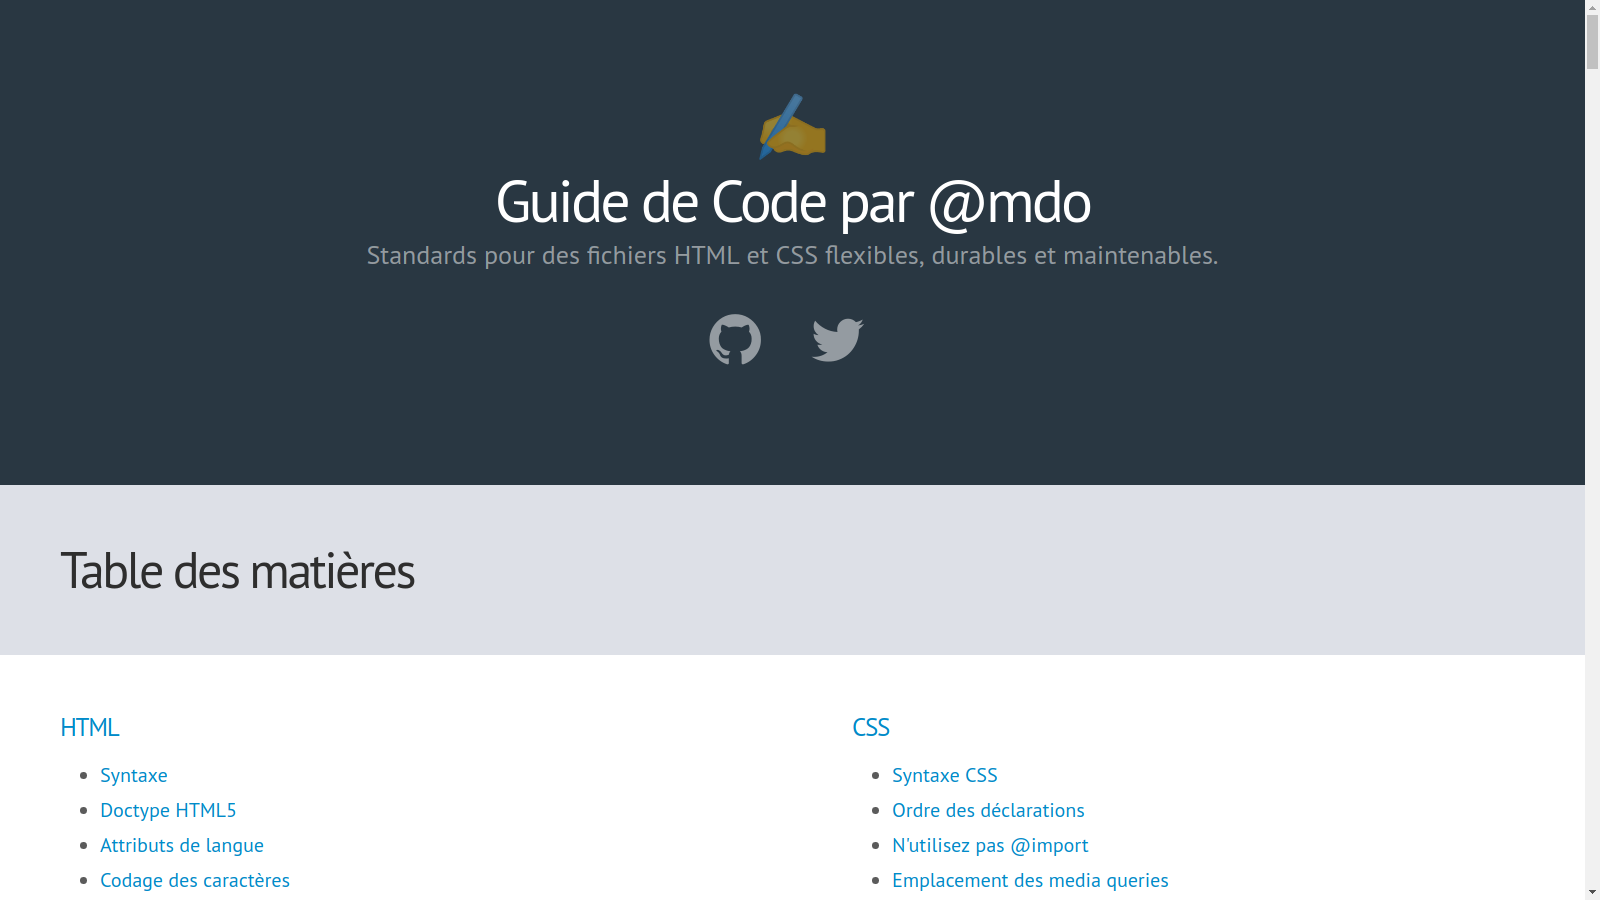 Guide de Code par @mdo
Standards pour des fichiers HTML et CSS flexibles, durables et maintenables.
Table des matières
HTML
Syntaxe
Doctype HTML5
Attributs de langue
Codage des caractères
CSS
Syntaxe CSS
Ordre des déclarations
N'utilisez pas @import
Emplacement des media queries